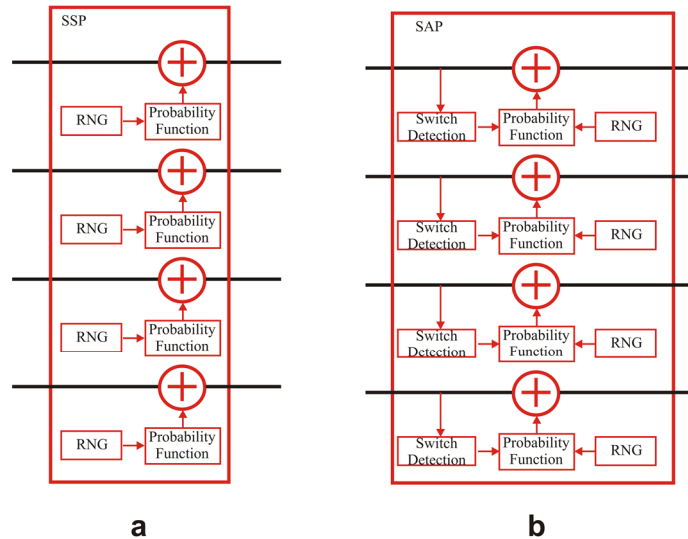 SSP
RNG
Probability
Function
RNG
Probability
Function
RNG
Probability
Function
RNG
Probability
Function
a
SAP
Switch
Detection
Probability
Function
RNG
Switch
Detection
Probability
Function
RNG
Switch
Detection
Probability
Function
RNG
Switch
Detection
Probability
Function
RNG
b